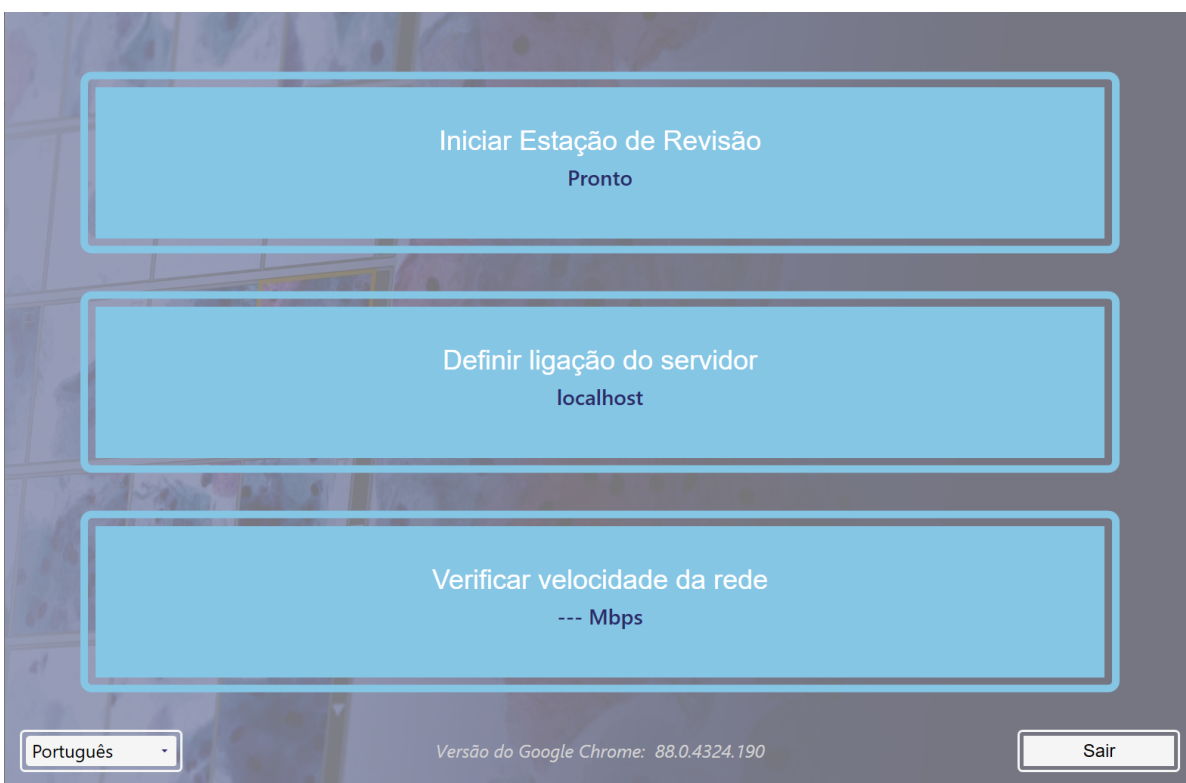 Iniciar Estação de Revisão
Pronto
Definir ligação do servidor
localhost
Verificar velocidade da rede
--- Mbps
Português
Versão do Google Chrome: 88.0.4324.190
Sair